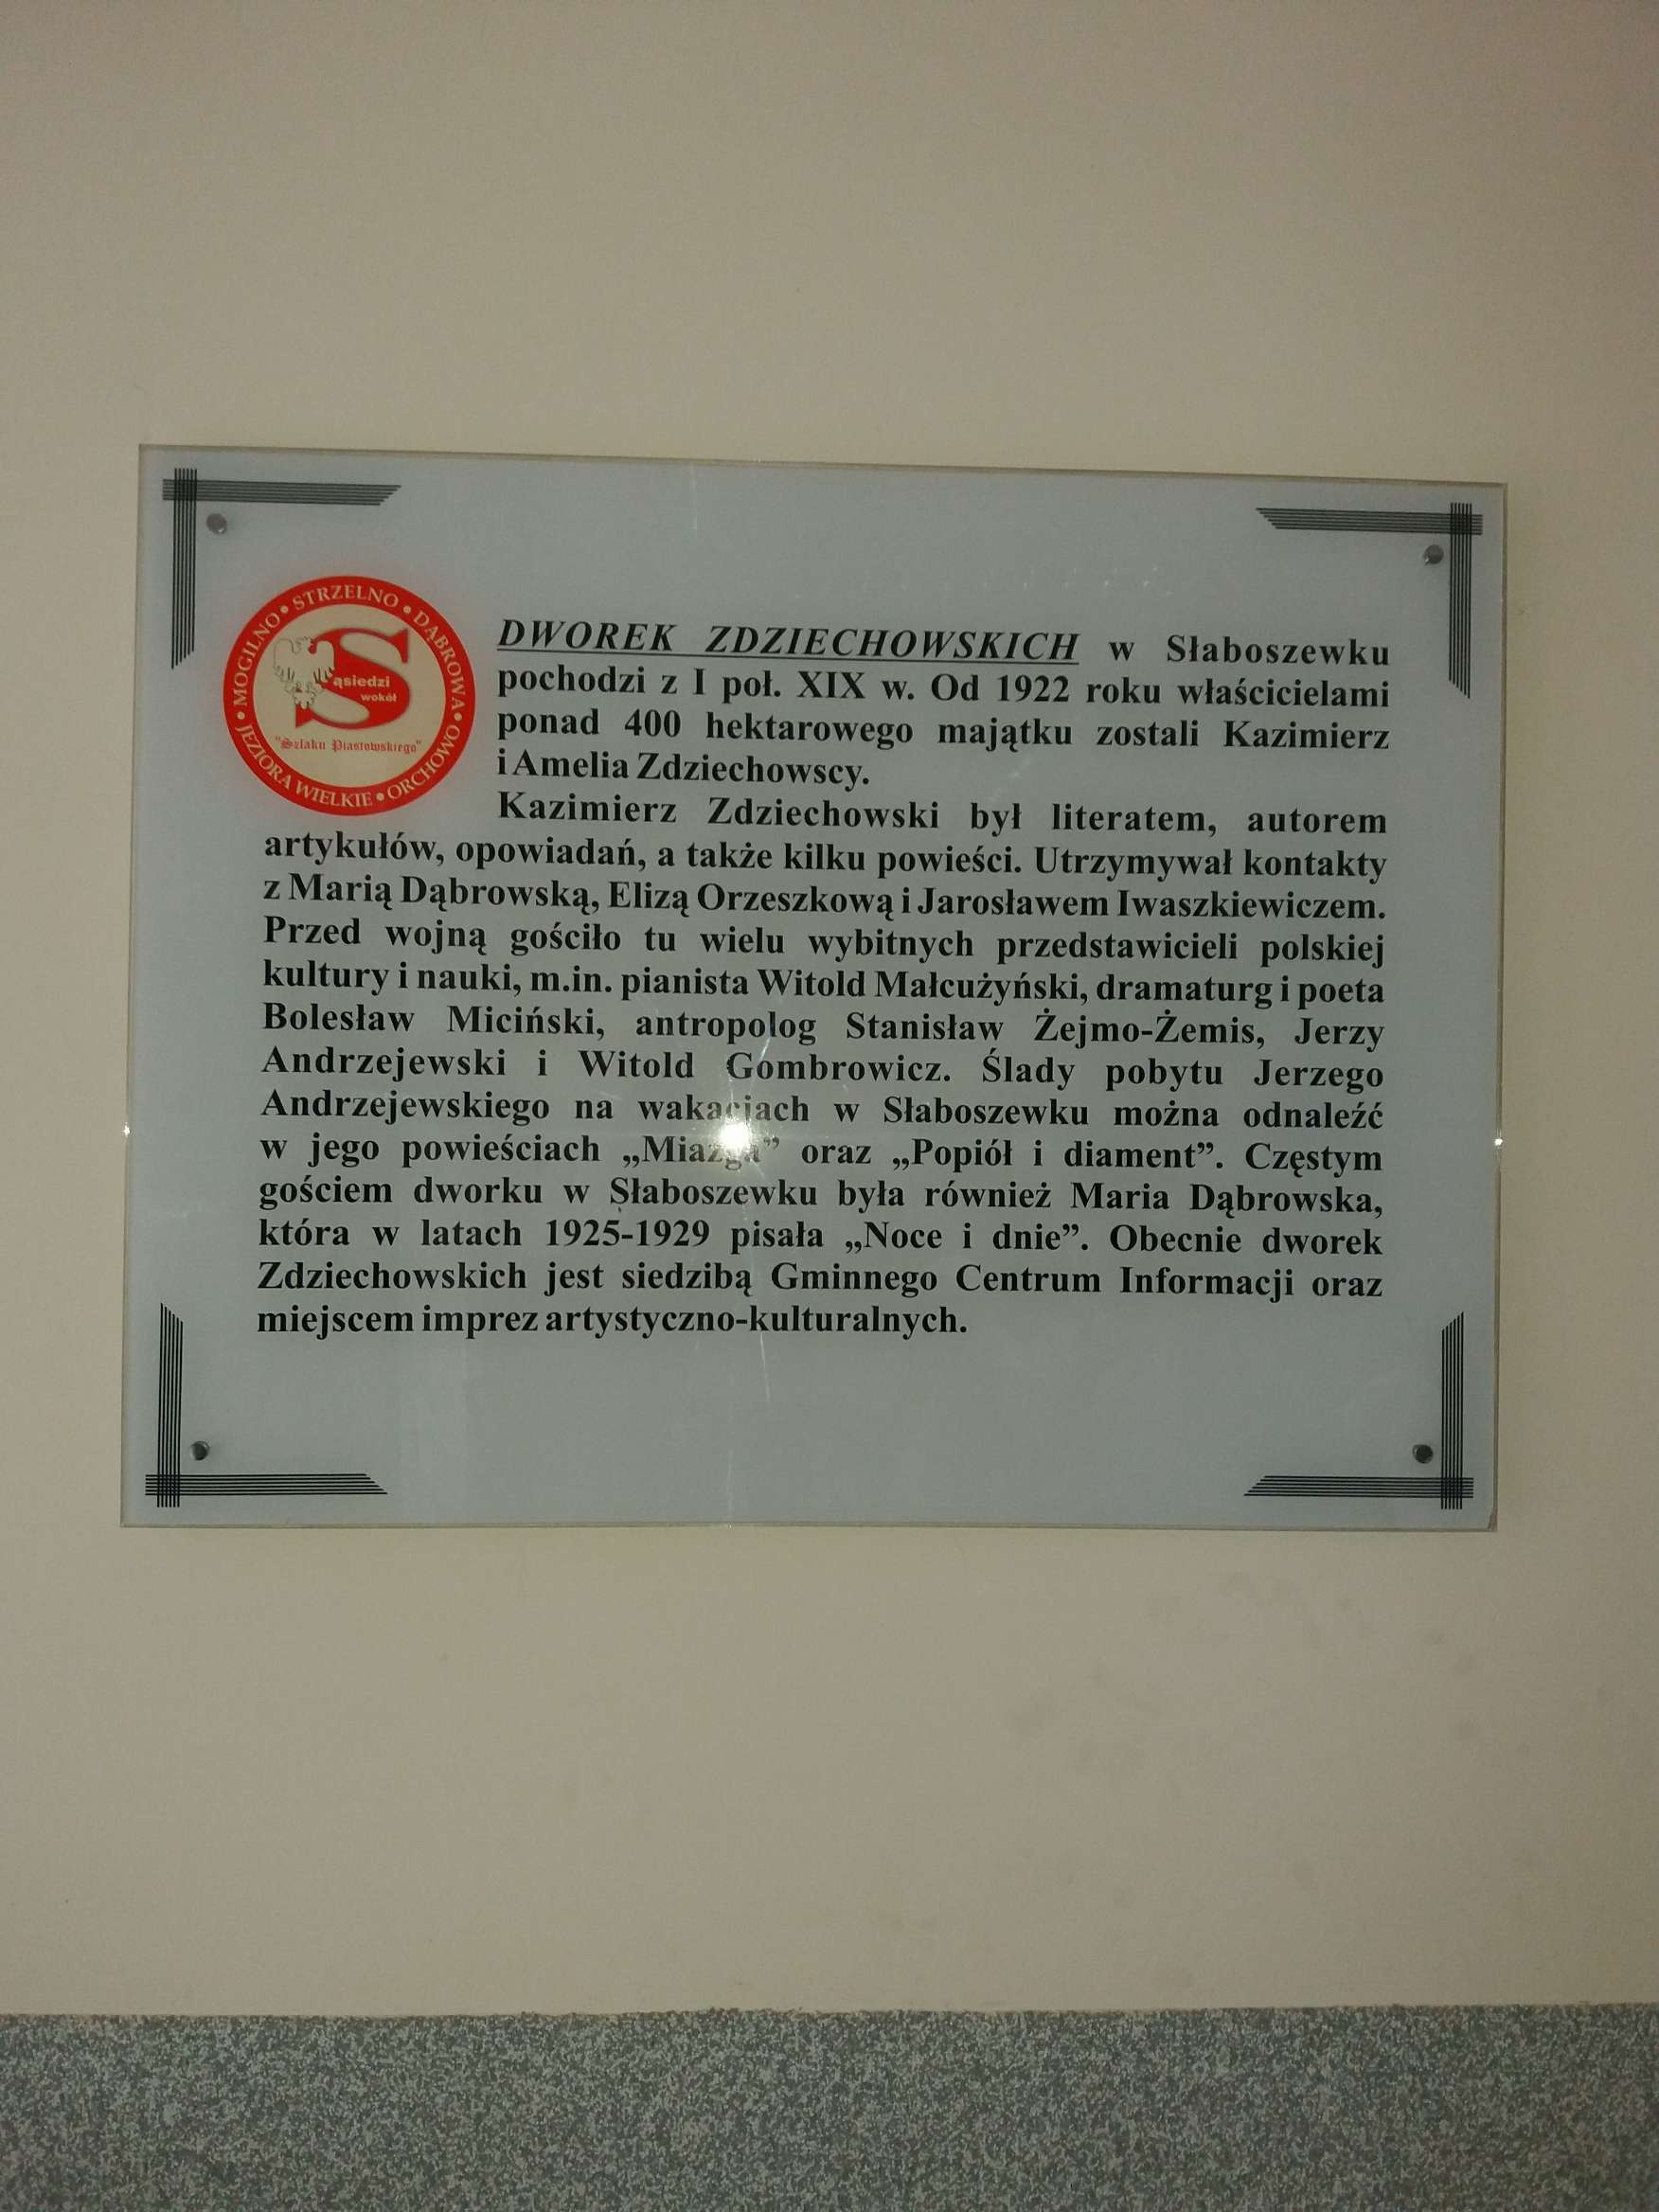 MOGILNO • STRZELNO • DĄBROWA • ORCHOWO • JEZIORA WIELKIE •
Sąsiedzi
wokół
"Szlaku Piastowskiego"
DWOREK ZDZIECHOWSKICH w Słaboszewku
pochodzi z I poł. XIX w. Od 1922 roku właścicielami
ponad 400 hektarowego majątku zostali Kazimierz
i Amelia Zdziechowscy.
Kazimierz Zdziechowski był literatem, autorem
artykułów, opowiadań, a także kilku powieści. Utrzymywał kontakty
z Marią Dąbrowską, Elizą Orzeszkową i Jarosławem Iwaszkiewiczem.
Przed wojną gościło tu wielu wybitnych przedstawicieli polskiej
kultury i nauki, m.in. pianista Witold Małcużyński, dramaturg i poeta
Bolesław Miciński, antropolog Stanisław Żejmo-Żemis, Jerzy
Andrzejewski i Witold Gombrowicz. Ślady pobytu Jerzego
Andrzejewskiego na wakacjach w Słaboszewku można odnaleźć
w jego powieściach „Miazga” oraz „Popiół i diament”. Częstym
gościem dworku w Słaboszewku była również Maria Dąbrowska,
która w latach 1925-1929 pisała „Noce i dnie”. Obecnie dworek
Zdziechowskich jest siedzibą Gminnego Centrum Informacji oraz
miejscem imprez artystyczno-kulturalnych.